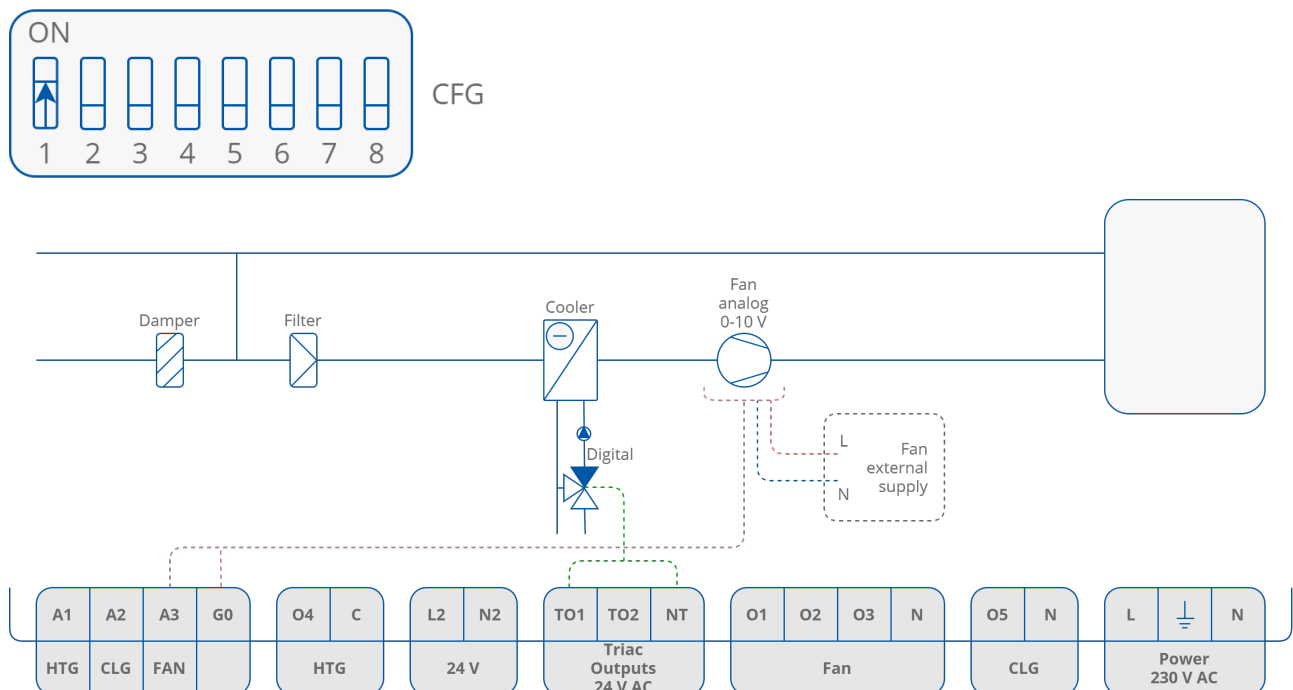 ON
1 2 3 4 5 6 7 8
CFG
Fan
analog
0-10 V
Cooler
Damper
Filter
Digital
L
Fan
external
supply
N
A1 A2 A3 G0
O4 C
L2 N2
TO1 TO2 NT
O1 O2 O3 N
O5 N
L N
HTG CLG FAN
HTG
24 V
Triac
Outputs
24 V AC
Fan
CLG
Power
230 V AC